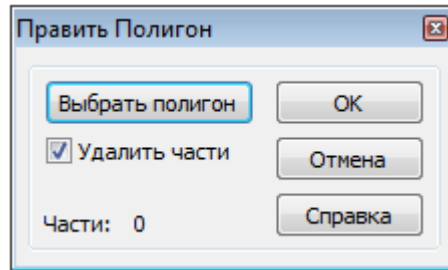 Править Полигон
Выбрать полигон
OK
Удалить части
Отмена
Части: 0
Справка